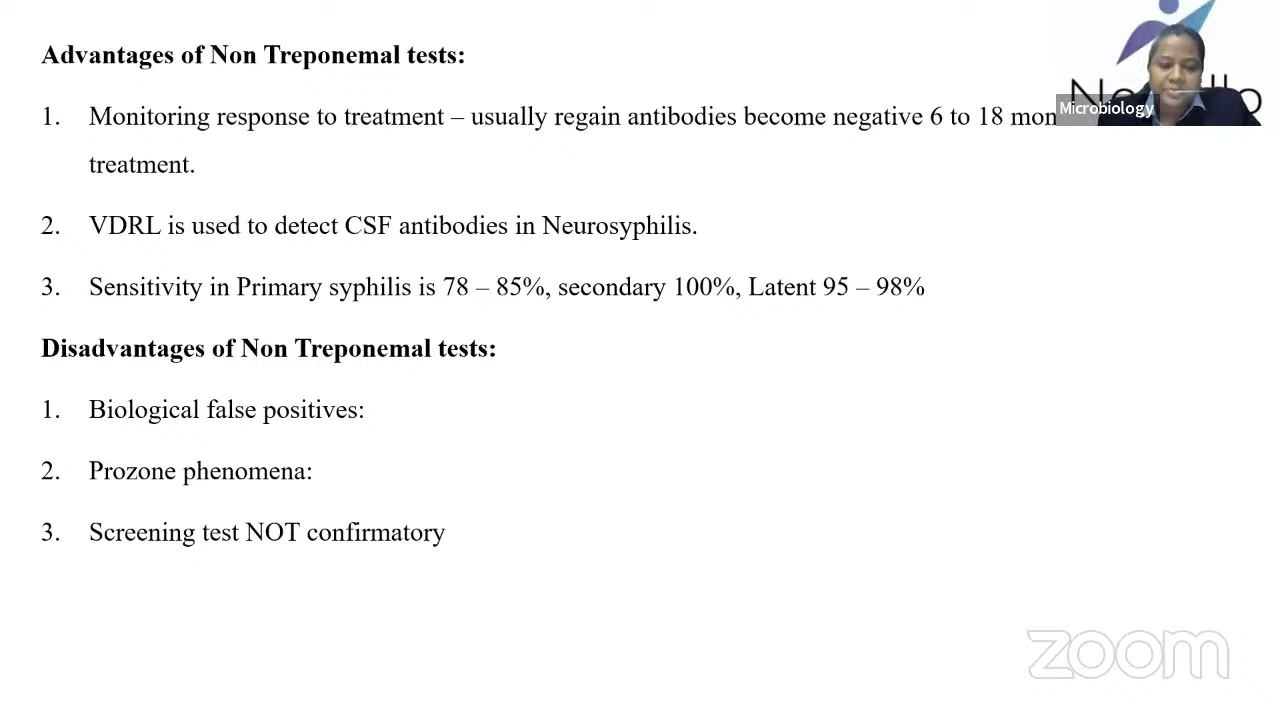 Advantages of Non Treponemal tests:
1. Monitoring response to treatment – usually regain antibodies become negative 6 to 18 mon
treatment.
2. VDRL is used to detect CSF antibodies in Neurosyphilis.
3. Sensitivity in Primary syphilis is 78 – 85%, secondary 100%, Latent 95 – 98%
Disadvantages of Non Treponemal tests:
1. Biological false positives:
2. Prozone phenomena:
3. Screening test NOT confirmatory
Microbiology
zoom